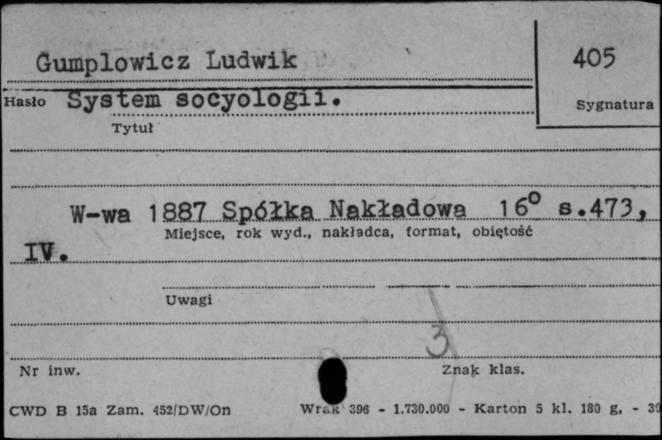 Gumplowicz Ludwik
405
Hasło System socyologii.
Sygnatura
Tytuł
W-wa 1887 Spółka Nakładowa 16° s.473,
Miejsce, rok wyd., nakładca, format, objętość
IV.
Uwagi
3
Nr inw.
Znak klas.
CWD B 15a Zam. 452/DW/On Wrak 396 - 1.730.000 - Karton 5 kl. 180 g, - 30